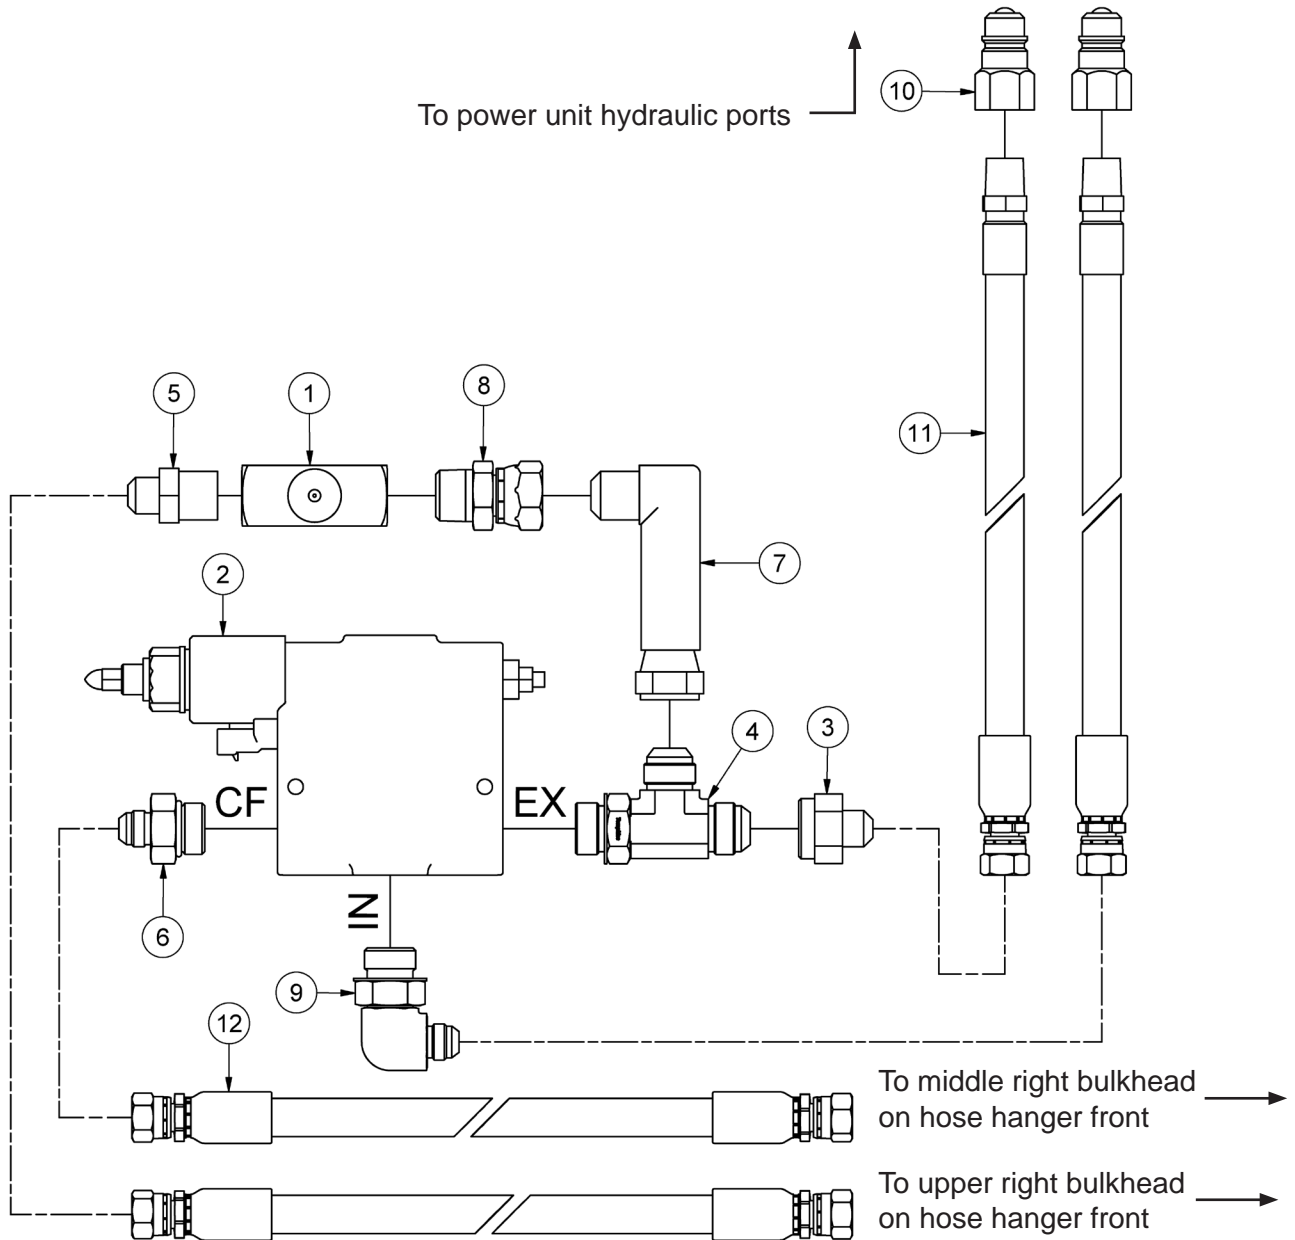 10
To power unit hydraulic ports
11
5
1
8
7
2
4
3
CF
EX
6
IN
9
12
To middle right bulkhead
on hose hanger front
To upper right bulkhead
on hose hanger front